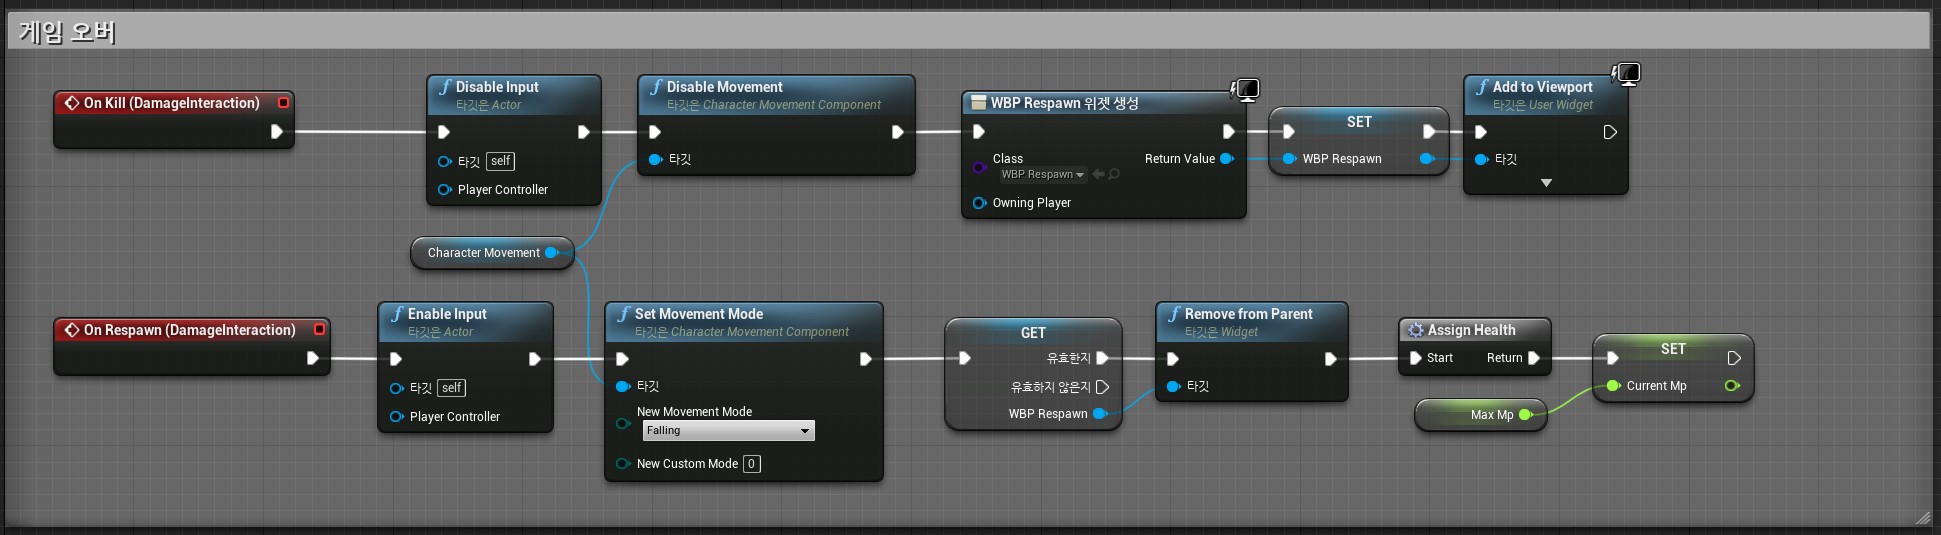 게임 오버
On Kill (DamageInteraction)
Disable Input
타깃은 Actor
타깃 self
Player Controller
Disable Movement
타깃은 Character Movement Component
타깃
WBP Respawn 위젯 생성
Class
WBP Respawn
Return Value
Owning Player
SET
WBP Respawn
Add to Viewport
타깃은 User Widget
타깃
Character Movement
On Respawn (DamageInteraction)
Enable Input
타깃은 Actor
타깃 self
Player Controller
Set Movement Mode
타깃은 Character Movement Component
타깃
New Movement Mode
Falling
New Custom Mode 0
GET
유효한지
유효하지 않은지
WBP Respawn
Remove from Parent
타깃은 Widget
타깃
Assign Health
Start Return
Max Mp
SET
Current Mp